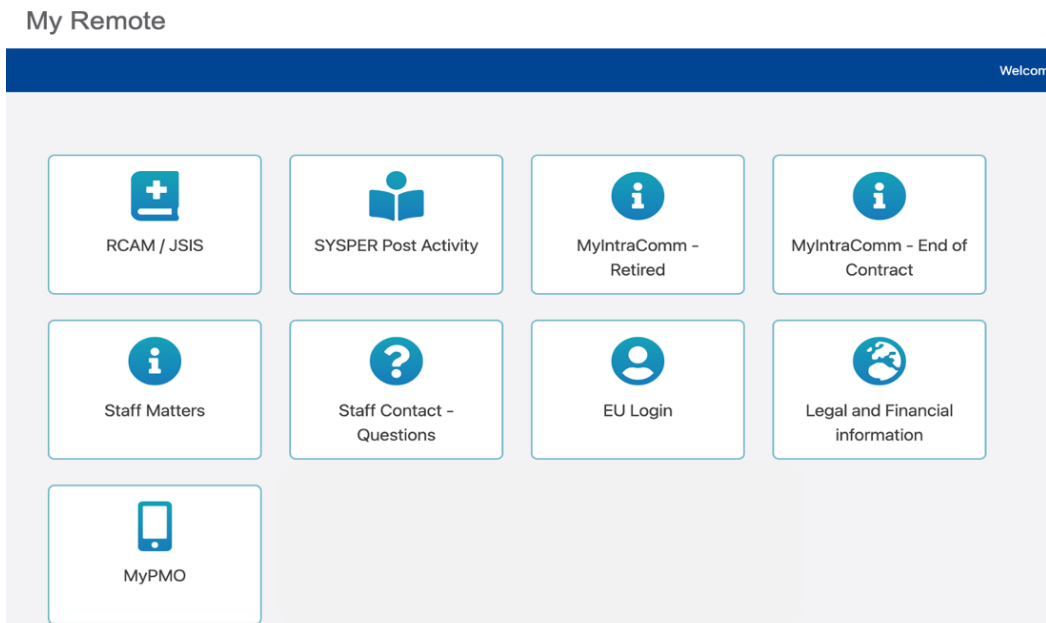 My Remote
RCAM / JSIS
SYSPER Post Activity
MyIntraComm -
Retired
MyIntraComm - End of
Contract
Staff Matters
Staff Contact -
Questions
EU Login
Legal and Financial
information
MyPMO